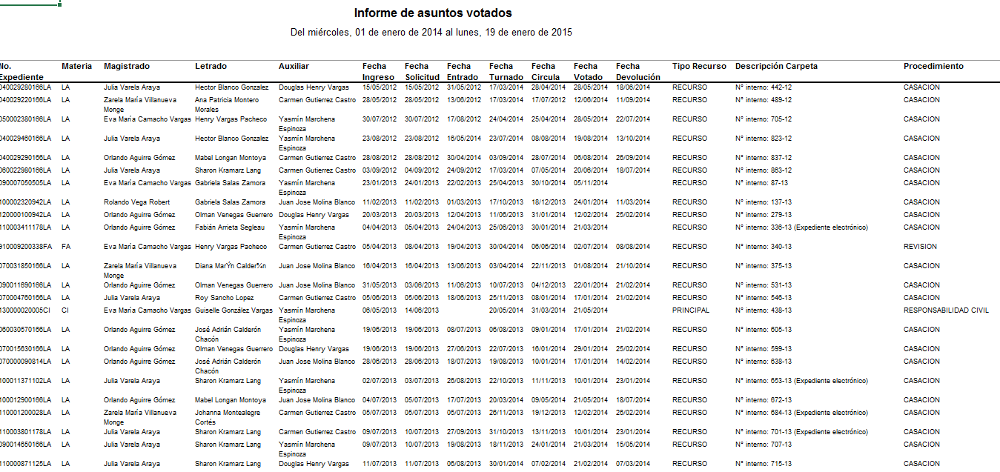 Informe de asuntos votados
Del miércoles, 01 de enero de 2014 al lunes, 19 de enero de 2015
No. Materia Magistrado Letrado Auxiliar Fecha Fecha Fecha Fecha Fecha Fecha Fecha Tipo Recurso Descripción Carpeta Procedimiento
Expediente Ingreso Solicitud Entrado Turnado Circula Votado Devolución
040029280166LA LA Julia Varela Araya Hector Blanco Gonzalez Douglas Henry Vargas 15/05/2012 15/05/2012 31/05/2012 17/03/2014 28/04/2014 28/05/2014 18/06/2014 RECURSO N° interno: 442-12 CASACION
040029220166LA LA Zarela María Villanueva Ana Patricia Montero Carmen Gutierrez Castro 28/05/2012 28/05/2012 13/06/2012 17/03/2014 17/07/2012 12/06/2014 11/09/2014 RECURSO N° interno: 489-12 CASACION
Monge Morales
050002380166LA LA Eva María Camacho Vargas Henry Vargas Pacheco Yasmín Marchena 30/07/2012 30/07/2012 17/08/2012 24/04/2014 25/04/2014 28/05/2014 22/07/2014 RECURSO N° interno: 705-12 CASACION
Espinoza
040029460166LA LA Julia Varela Araya Hector Blanco Gonzalez Yasmín Marchena 23/08/2012 23/08/2012 16/05/2014 23/07/2014 08/08/2014 19/08/2014 13/10/2014 RECURSO N° interno: 823-12 CASACION
Espinoza
040029290166LA LA Orlando Aguirre Gómez Mabel Longan Montoya Carmen Gutierrez Castro 28/08/2012 28/08/2012 30/04/2014 03/09/2014 28/07/2014 06/08/2014 26/09/2014 RECURSO N° interno: 837-12 CASACION
060022980166LA LA Julia Varela Araya Sharon Kramarz Lang Carmen Gutierrez Castro 03/09/2012 04/09/2012 24/09/2012 17/03/2014 07/05/2014 20/06/2014 18/07/2014 RECURSO N° interno: 863-12 CASACION
090007050505LA LA Eva María Camacho Vargas Gabriela Salas Zamora Yasmín Marchena 23/01/2013 24/01/2013 22/02/2013 25/04/2013 30/10/2014 05/11/2014 RECURSO N° interno: 87-13 CASACION
Espinoza
100002320942LA LA Rolando Vega Robert Gabriela Salas Zamora Juan Jose Molina Blanco 11/02/2013 11/02/2013 01/03/2013 17/10/2013 18/12/2013 24/01/2014 11/03/2014 RECURSO N° interno: 137-13 CASACION
120000100942LA LA Orlando Aguirre Gómez Olman Venegas Guerrero Douglas Henry Vargas 20/03/2013 20/03/2013 12/04/2013 11/06/2013 31/01/2014 12/02/2014 25/02/2014 RECURSO N° interno: 279-13 CASACION
110003411178LA LA Orlando Aguirre Gómez Fabián Arrieta Segleau Yasmín Marchena 04/04/2013 05/04/2013 24/04/2013 25/06/2013 30/01/2014 21/03/2014 RECURSO N° interno: 336-13 (Expediente electrónico) CASACION
Espinoza
910009200338FA FA Eva María Camacho Vargas Henry Vargas Pacheco Carmen Gutierrez Castro 05/04/2013 08/04/2013 19/04/2013 30/04/2014 06/06/2014 02/07/2014 08/08/2014 RECURSO N° interno: 340-13 REVISION
070031850166LA LA Zarela María Villanueva Diana MarÝn Calder¾n Juan Jose Molina Blanco 16/04/2013 16/04/2013 13/06/2013 03/04/2014 22/11/2013 01/08/2014 21/10/2014 RECURSO N° interno: 375-13 CASACION
Monge
090011690166LA LA Orlando Aguirre Gómez Olman Venegas Guerrero Juan Jose Molina Blanco 31/05/2013 03/06/2013 11/06/2013 10/07/2013 04/12/2013 22/01/2014 21/02/2014 RECURSO N° interno: 531-13 CASACION
070004760166LA LA Julia Varela Araya Roy Sancho Lopez Carmen Gutierrez Castro 05/06/2013 05/06/2013 18/06/2013 25/11/2013 08/01/2014 17/01/2014 21/02/2014 RECURSO N° interno: 546-13 CASACION
130000020005CI CI Eva María Camacho Vargas Guiselle González Vargas Yasmín Marchena 06/05/2013 14/06/2013 20/05/2014 31/03/2014 21/05/2014 PRINCIPAL N° interno: 438-13 RESPONSABILIDAD CIVIL
Espinoza
060030570166LA LA Orlando Aguirre Gómez José Adrián Calderón Yasmín Marchena 19/06/2013 19/06/2013 08/07/2013 06/08/2013 09/01/2014 17/01/2014 21/02/2014 RECURSO N° interno: 605-13 CASACION
Chacón Espinoza
070015630166LA LA Orlando Aguirre Gómez Olman Venegas Guerrero Douglas Henry Vargas 19/06/2013 19/06/2013 27/06/2013 22/07/2013 16/01/2014 29/01/2014 25/02/2014 RECURSO N° interno: 599-13 CASACION
070000090814LA LA Orlando Aguirre Gómez José Adrián Calderón Juan Jose Molina Blanco 28/06/2013 28/06/2013 18/07/2013 19/08/2013 10/01/2014 17/01/2014 14/02/2014 RECURSO N° interno: 638-13 CASACION
Chacón
100011371102LA LA Julia Varela Araya Sharon Kramarz Lang Yasmín Marchena 02/07/2013 03/07/2013 26/08/2013 22/10/2013 11/11/2013 10/01/2014 23/01/2014 RECURSO N° interno: 653-13 (Expediente electrónico) CASACION
Espinoza
100012900166LA LA Orlando Aguirre Gómez Mabel Longan Montoya Juan Jose Molina Blanco 04/07/2013 05/07/2013 17/07/2013 20/03/2014 09/05/2014 21/05/2014 18/07/2014 RECURSO N° interno: 672-13 CASACION
110001200028LA LA Zarela María Villanueva Johanna Montealegre Carmen Gutierrez Castro 05/07/2013 05/07/2013 05/07/2013 26/11/2013 19/12/2013 12/02/2014 26/02/2014 RECURSO N° interno: 684-13 (Expediente electrónico) CASACION
Monge Cortés
110003801178LA LA Julia Varela Araya Sharon Kramarz Lang Carmen Gutierrez Castro 09/07/2013 10/07/2013 27/09/2013 31/10/2013 13/11/2013 10/01/2014 23/01/2014 RECURSO N° interno: 701-13 (Expediente electrónico) CASACION
090014650166LA LA Julia Varela Araya Sharon Kramarz Lang Yasmín Marchena 09/07/2013 10/07/2013 19/08/2013 18/11/2013 24/01/2014 21/03/2014 15/05/2014 RECURSO N° interno: 707-13 CASACION
Espinoza
110000871125LA LA Julia Varela Araya Sharon Kramarz Lang Douglas Henry Vargas 11/07/2013 11/07/2013 06/08/2013 30/01/2014 07/02/2014 21/02/2014 07/03/2014 RECURSO N° interno: 715-13 CASACION